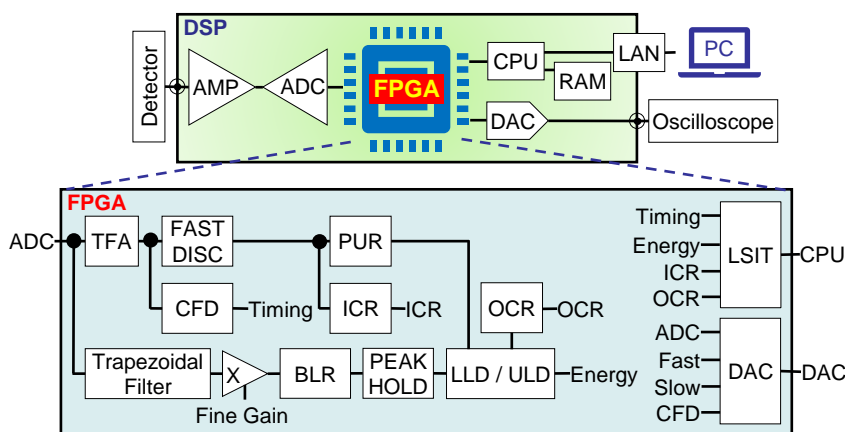 DSP
Detector
AMP
ADC
FPGA
CPU
RAM
LAN
PC
DAC
Oscilloscope
FPGA
ADC
TFA
FAST
DISC
PUR
CFD
Timing
ICR
ICR
OCR
OCR
Trapezoidal
Filter
X
Fine Gain
BLR
PEAK
HOLD
LLD / ULD
Energy
Timing
Energy
ICR
OCR
LSIT
CPU
ADC
Fast
Slow
CFD
DAC
DAC